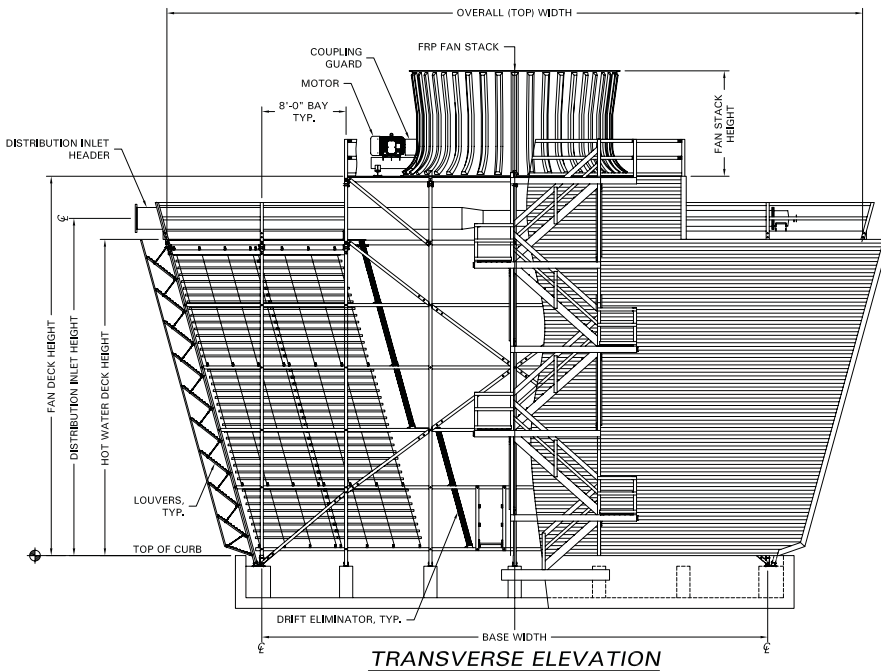 OVERALL (TOP) WIDTH
COUPLING
GUARD
FRP FAN STACK
MOTOR
8'-0" BAY
TYP.
FAN STACK
HEIGHT
DISTRIBUTION INLET
HEADER
℄
FAN DECK HEIGHT
DISTRIBUTION INLET HEIGHT
HOT WATER DECK HEIGHT
LOUVERS,
TYP.
TOP OF CURB
DRIFT ELIMINATOR, TYP.
BASE WIDTH
℄
℄
TRANSVERSE ELEVATION